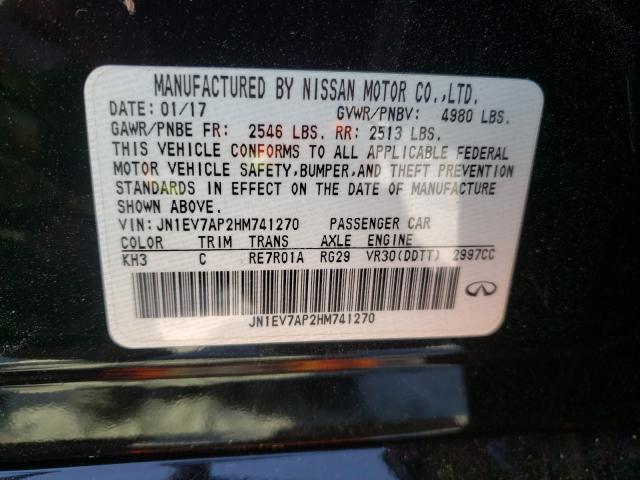 MANUFACTURED BY NISSAN MOTOR CO.,LTD.
DATE: 01/17 GVWR/PNBV: 4980 LBS.
GAWR/PNBE FR: 2546 LBS. RR: 2513 LBS.
THIS VEHICLE CONFORMS TO ALL APPLICABLE FEDERAL
MOTOR VEHICLE SAFETY,BUMPER,AND THEFT PREVENTION
STANDARDS IN EFFECT ON THE DATE OF MANUFACTURE
SHOWN ABOVE.
VIN: JN1EV7AP2HM741270 PASSENGER CAR
COLOR TRIM TRANS AXLE ENGINE
KH3 C RE7R01A RG29 VR30(DDTT) 2997CC
JN1EV7AP2HM741270